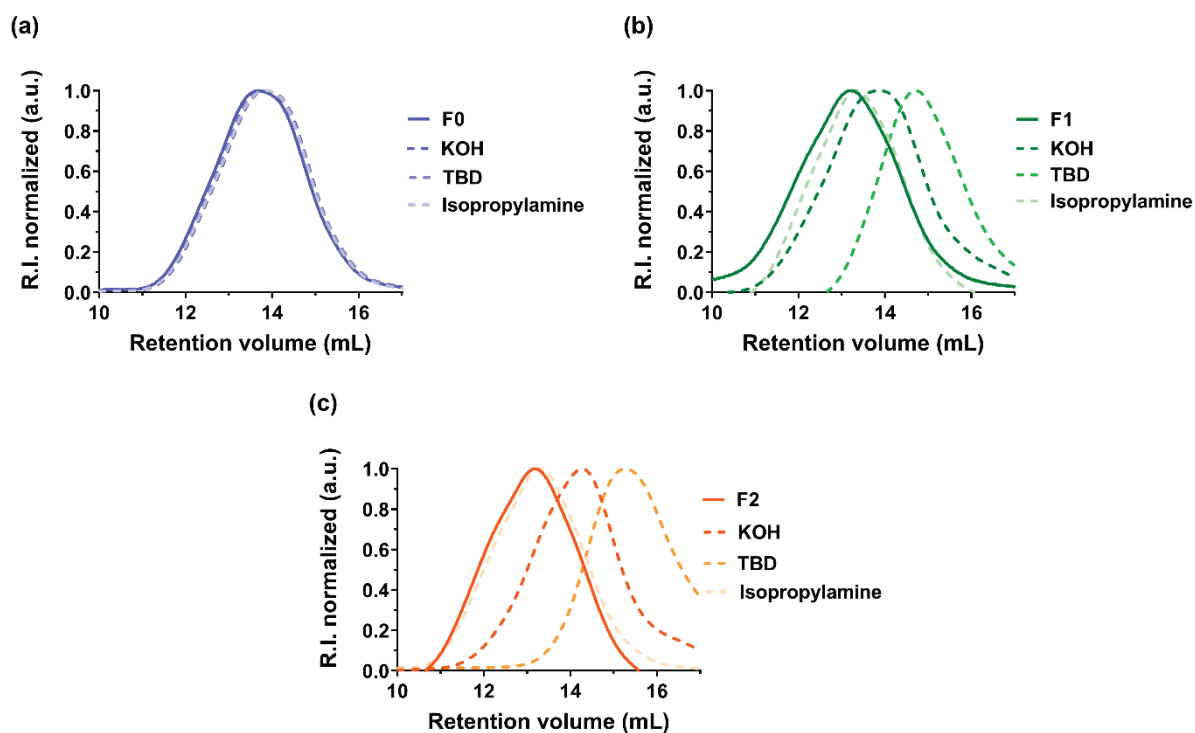 (a)
R.I. normalized (a.u.)
1.0
0.8
0.6
0.4
0.2
0.0
10 12 14 16
Retention volume (mL)
F0
KOH
TBD
Isopropylamine
(b)
R.I. normalized (a.u.)
1.0
0.8
0.6
0.4
0.2
0.0
10 12 14 16
Retention volume (mL)
F1
KOH
TBD
Isopropylamine
(c)
R.I. normalized (a.u.)
1.0
0.8
0.6
0.4
0.2
0.0
10 12 14 16
Retention volume (mL)
F2
KOH
TBD
Isopropylamine